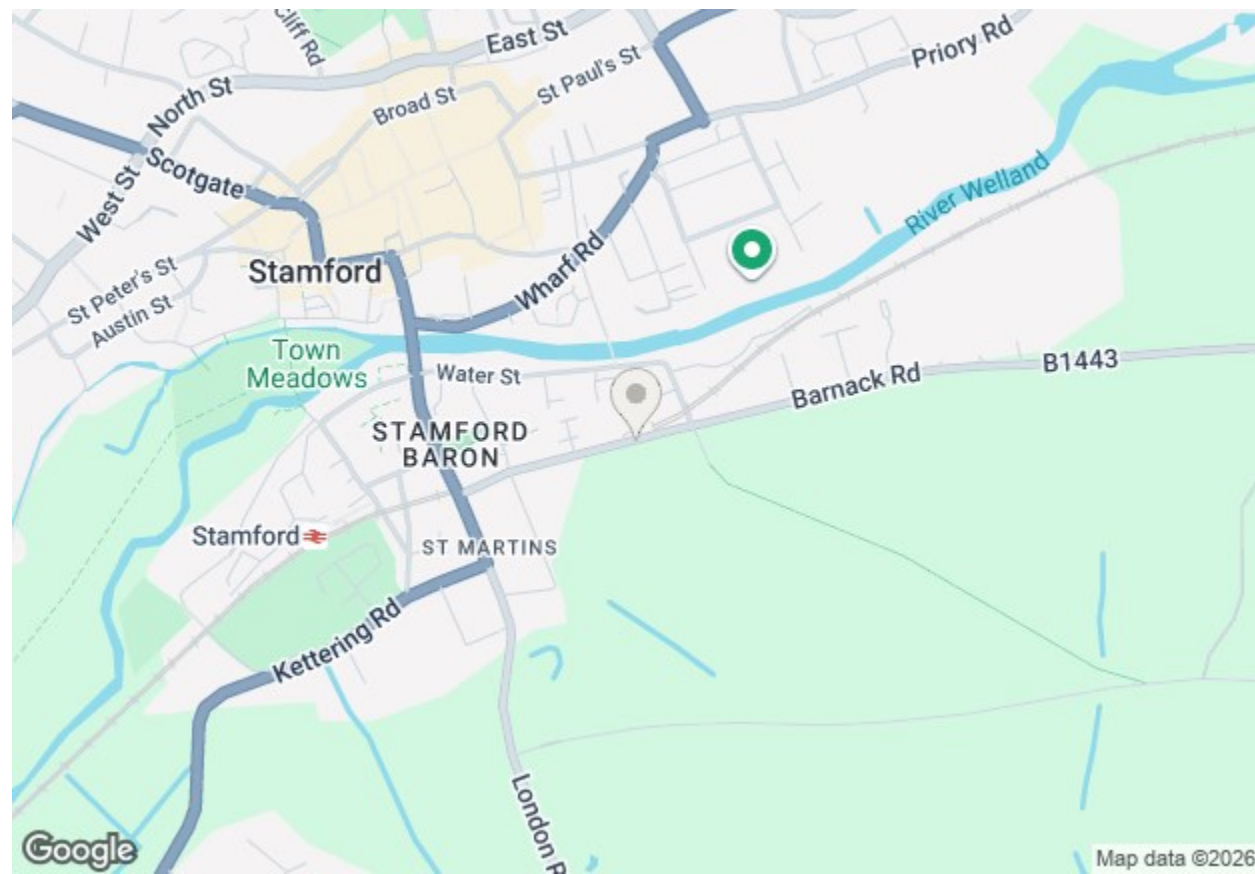 Cliff Rd
East St
Priory Rd
North St
Broad St
St Paul's St
Scotgate
West St
River Welland
St Peter's St
Stamford
Wharf Rd
Austin St
Town
Meadows
Water St
Barnack Rd
B1443
STAMFORD
BARON
Stamford
ST MARTINS
Kettering Rd
London R
Google
Map data ©2026